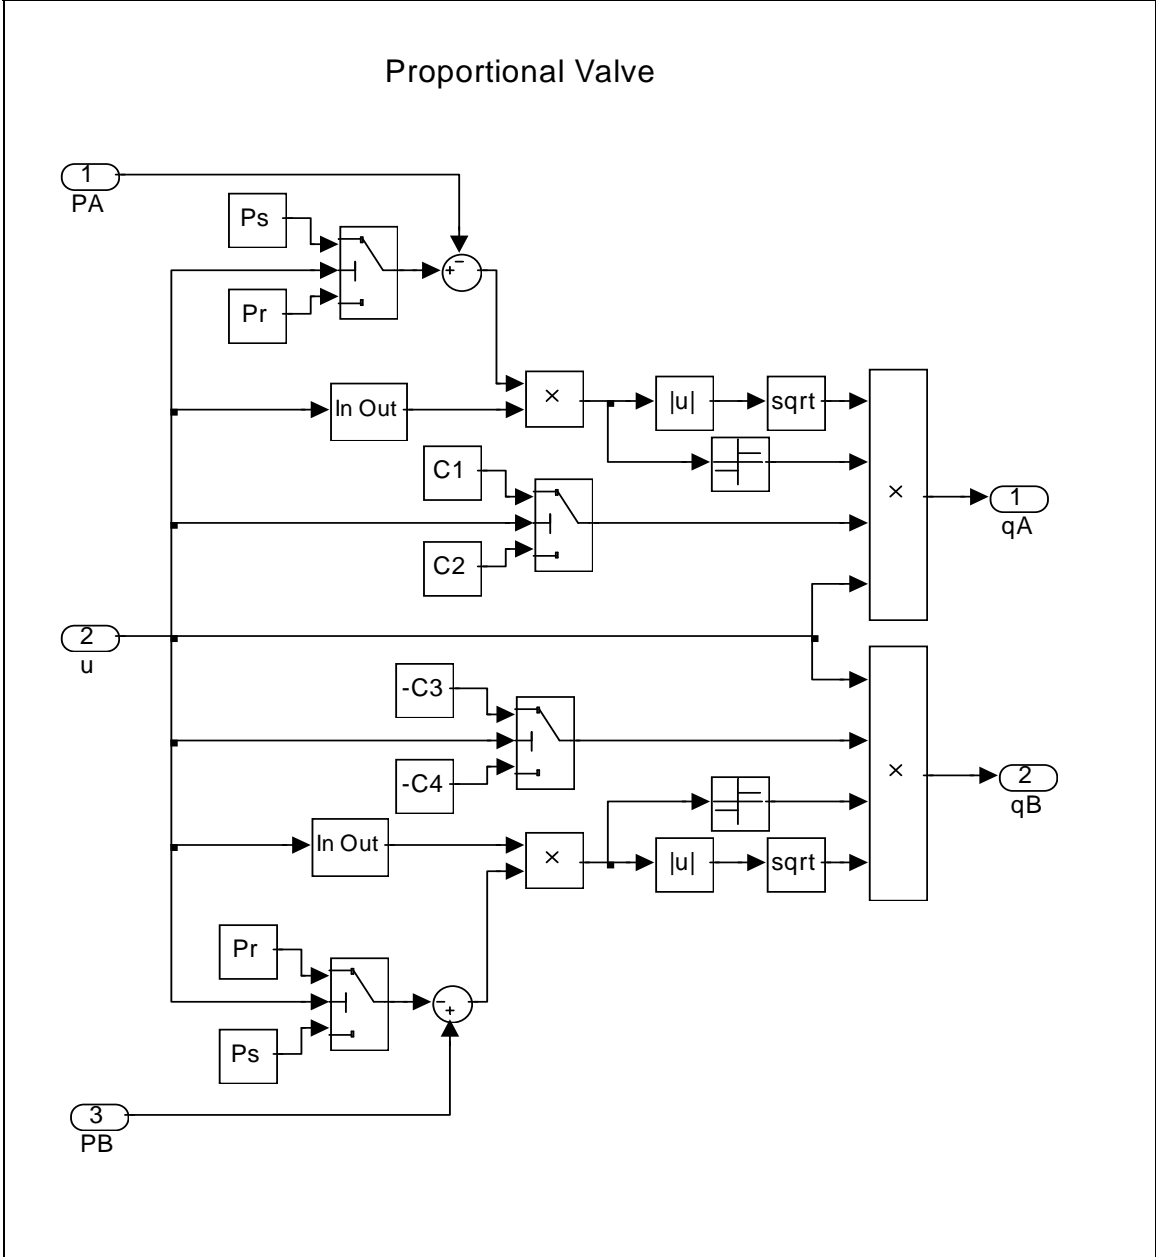 Proportional Valve
1
PA
Ps
Pr
In Out
×
|u|
sqrt
C1
C2
×
1
qA
2
u
-C3
-C4
×
2
qB
In Out
×
|u|
sqrt
Pr
Ps
3
PB